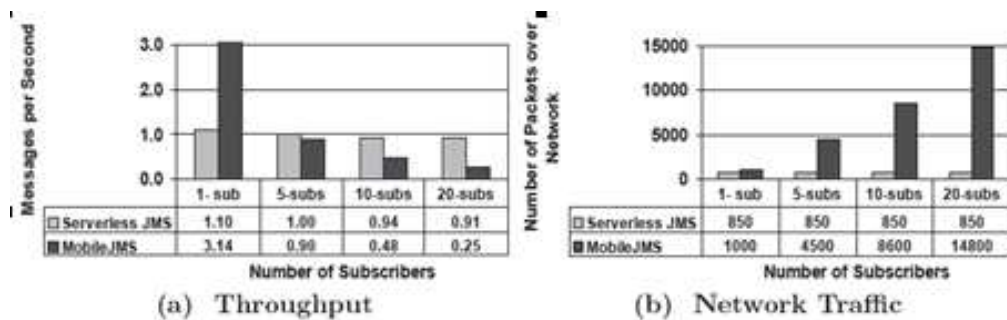 Messages per Second
3.0
2.0
1.0
0.0
1- sub 5-subs 10-subs 20-subs
Serverless JMS 1.10 1.00 0.94 0.91
MobileJMS 3.14 0.90 0.48 0.25
Number of Subscribers
(a) Throughput
Number of Packets over
Network
15000
10000
5000
0
1- sub 5-subs 10-subs 20-subs
Serverless JMS 850 850 850 850
MobileJMS 1000 4500 8600 14800
Number of Subscribers
(b) Network Traffic